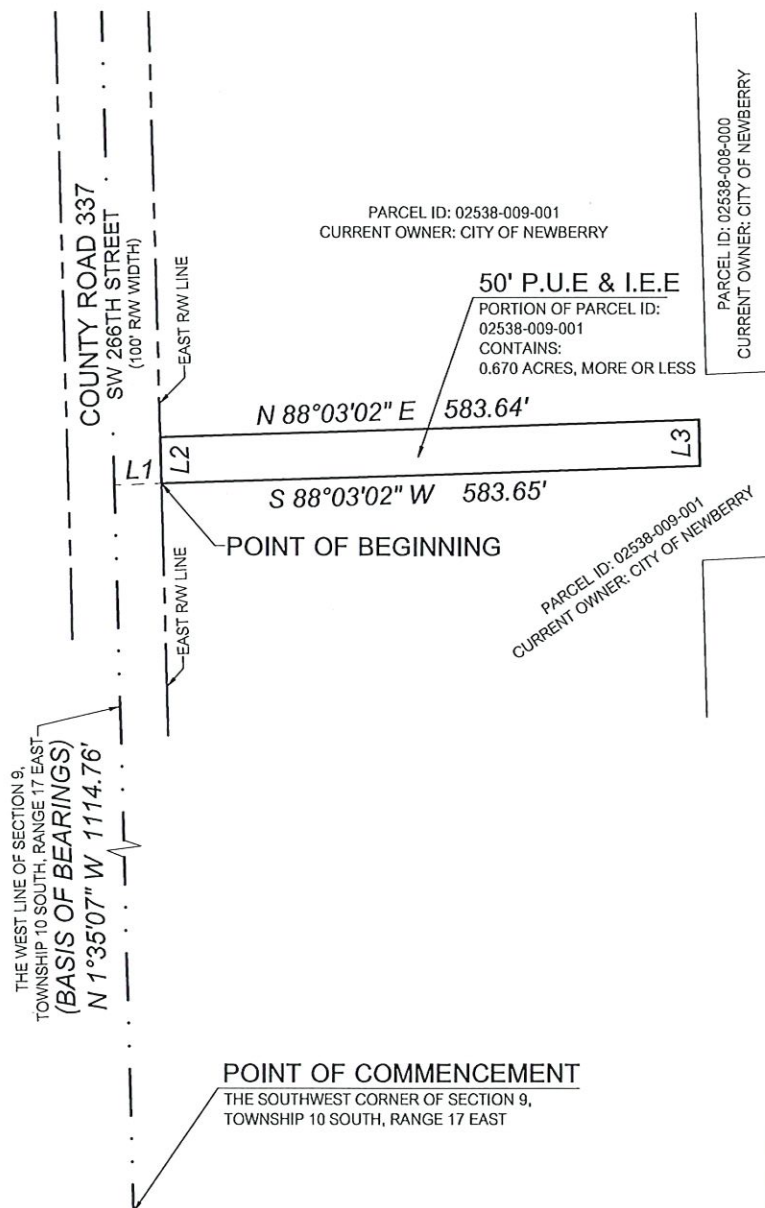 COUNTY ROAD 337
SW 266TH STREET
(100' R/W WIDTH)
EAST R/W LINE
PARCEL ID: 02538-009-001
CURRENT OWNER: CITY OF NEWBERRY
PARCEL ID: 02538-008-000
CURRENT OWNER: CITY OF NEWBERRY
50' P.U.E & I.E.E
PORTION OF PARCEL ID:
02538-009-001
CONTAINS:
0.670 ACRES, MORE OR LESS
N 88°03'02" E 583.64'
L1
L2
L3
S 88°03'02" W 583.65'
POINT OF BEGINNING
EAST R/W LINE
PARCEL ID: 02538-009-001
CURRENT OWNER: CITY OF NEWBERRY
THE WEST LINE OF SECTION 9,
TOWNSHIP 10 SOUTH, RANGE 17 EAST
(BASIS OF BEARINGS)
N 1°35'07" W 1114.76'
POINT OF COMMENCEMENT
THE SOUTHWEST CORNER OF SECTION 9,
TOWNSHIP 10 SOUTH, RANGE 17 EAST